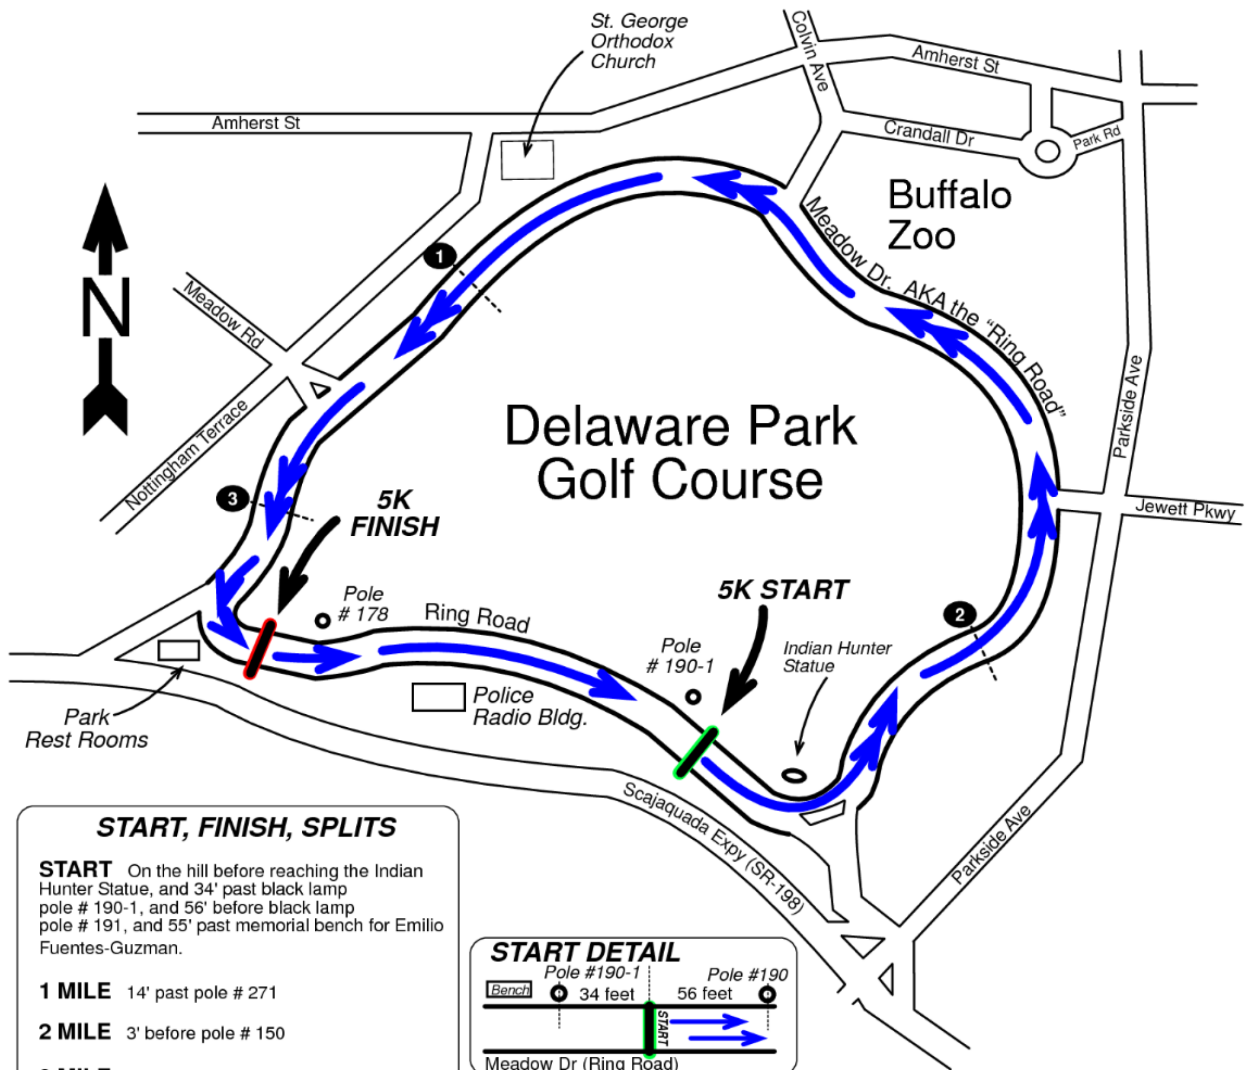 St. George
Orthodox
Church
Colvin Ave
Amherst St
Amherst St
Crandall Dr
Park Rd
Buffalo
Zoo
Meadow Dr. AKA the "Ring Road"
1
N
Meadow Rd
Nottingham Terrace
Delaware Park
Golf Course
Parkside Ave
Jewett Pkwy
3
5K
FINISH
Pole
# 178
Ring Road
5K START
2
Pole
# 190-1
Indian Hunter
Statue
Police
Radio Bldg.
Park
Rest Rooms
Scajaquada Expy (SR-198)
Parkside Ave
START, FINISH, SPLITS
START On the hill before reaching the Indian
Hunter Statue, and 34' past black lamp
pole # 190-1, and 56' before black lamp
pole # 191, and 55' past memorial bench for Emilio
Fuentes-Guzman.
1 MILE 14' past pole # 271
2 MILE 3' before pole # 150
START DETAIL
Pole #190-1
Pole #190
Bench
34 feet
56 feet
START
Meadow Dr (Ring Road)